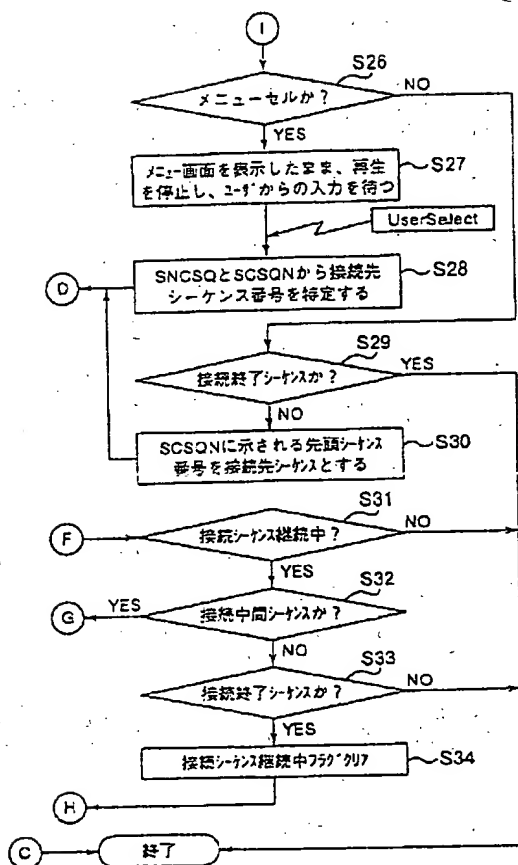 I
S26
メニューセルか?
NO
YES
メニュー画面を表示したまま、再生
を停止し、ユーザからの入力を待つ
S27
UserSelect
SNCSQとSCSQNから接続先
シーケンス番号を特定する
S28
D
S29
接続終了シーケンスか?
YES
NO
SCSQNに示される先頭シーケンス
番号を接続先シーケンスとする
S30
S31
F
接続シーケンス継続中?
NO
YES
S32
G
YES
接続中間シーケンスか?
NO
S33
接続終了シーケンスか?
NO
YES
接続シーケンス継続中フラグクリア
S34
H
C
終了